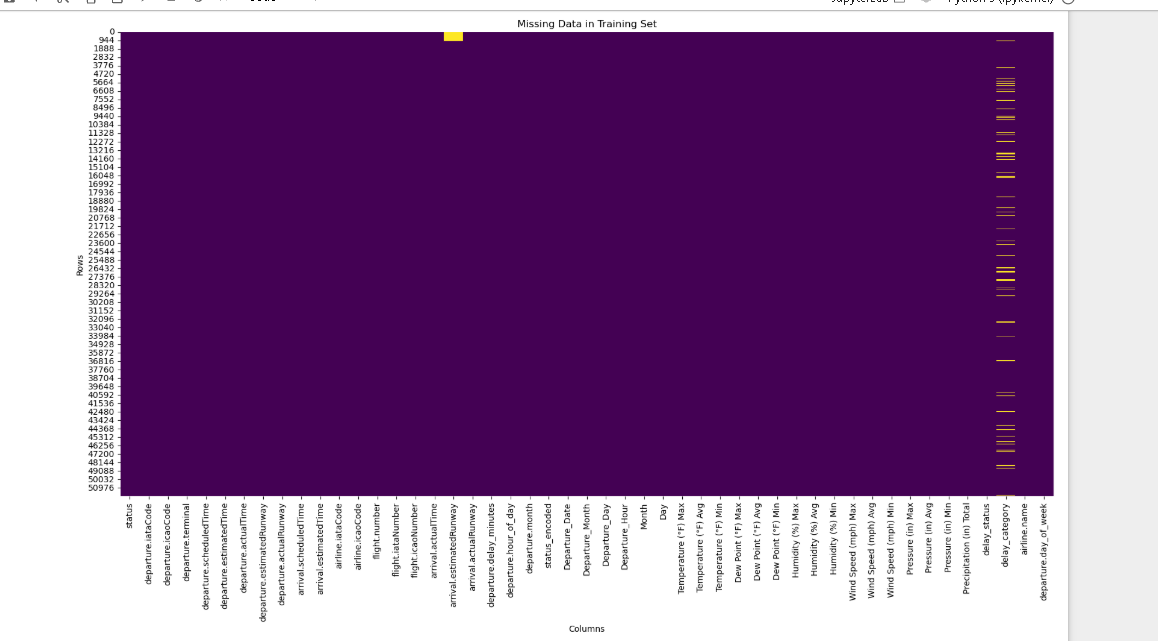 Missing Data in Training Set
0
944
1888
2832
3776
4720
5664
6608
7552
8496
9440
10384
11328
12272
13216
14160
15104
16048
16992
17936
18880
19824
20768
21712
22656
23600
24544
25488
26432
27376
28320
29264
30208
31152
32096
33040
33984
34928
35872
36816
37760
38704
39648
40592
41536
42480
43424
44368
45312
46256
47200
48144
49088
50032
50976
Rows
status
departure.iataCode
departure.icaoCode
departure.terminal
departure.scheduledTime
departure.estimatedTime
departure.actualTime
departure.estimatedRunway
departure.actualRunway
arrival.scheduledTime
arrival.estimatedTime
airline.iataCode
airline.icaoCode
flight.number
flight.iataNumber
flight.icaoNumber
arrival.actualTime
arrival.estimatedRunway
arrival.actualRunway
departure.delay_minutes
departure.hour_of_day
departure.month
status_encoded
Departure_Date
Departure_Month
Departure_Day
Departure_Hour
Month
Day
Temperature (°F) Max
Temperature (°F) Avg
Temperature (°F) Min
Dew Point (°F) Max
Dew Point (°F) Avg
Dew Point (°F) Min
Humidity (%) Max
Humidity (%) Avg
Humidity (%) Min
Wind Speed (mph) Max
Wind Speed (mph) Avg
Wind Speed (mph) Min
Pressure (in) Max
Pressure (in) Avg
Pressure (in) Min
Precipitation (in) Total
delay_status
delay_category
airline.name
departure.day_of_week
Columns